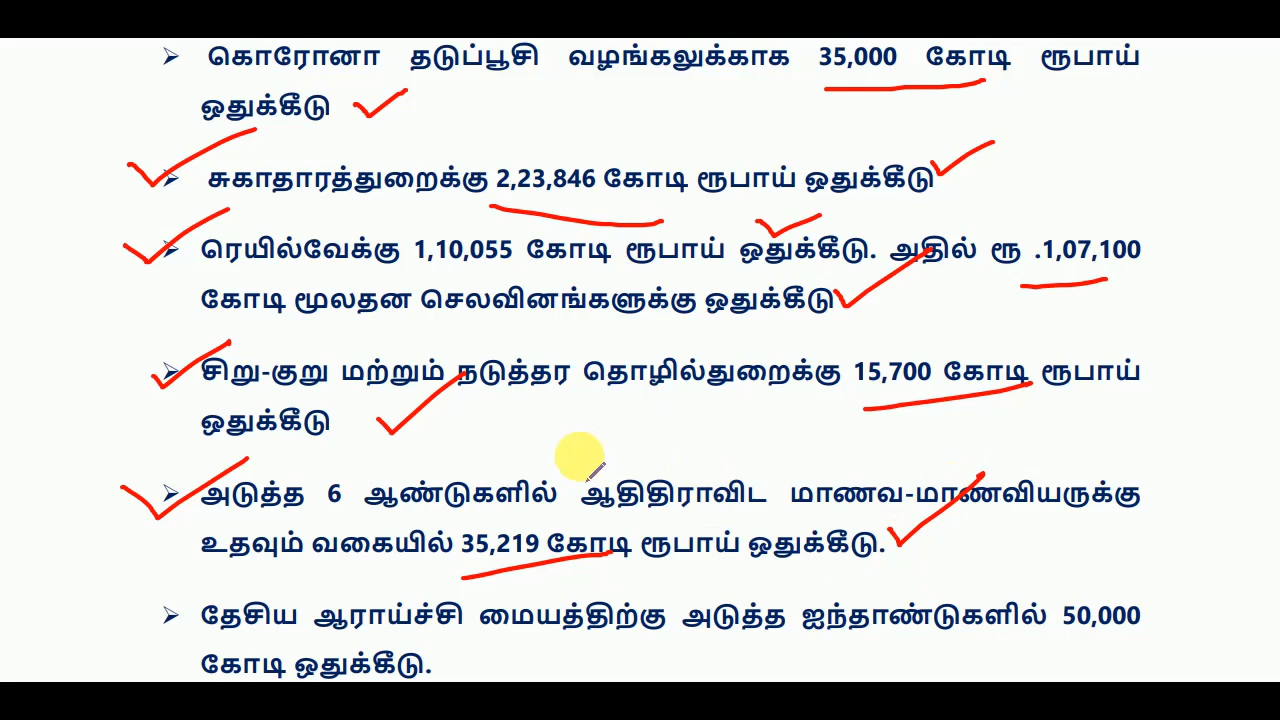 ➢ கொரோனா தடுப்பூசி வழங்கலுக்காக 35,000 கோடி ரூபாய்
ஒதுக்கீடு
➢ சுகாதாரத்துறைக்கு 2,23,846 கோடி ரூபாய் ஒதுக்கீடு
➢ ரெயில்வேக்கு 1,10,055 கோடி ரூபாய் ஒதுக்கீடு. அதில் ரூ .1,07,100
கோடி மூலதன செலவினங்களுக்கு ஒதுக்கீடு
➢ சிறு-குறு மற்றும் நடுத்தர தொழில்துறைக்கு 15,700 கோடி ரூபாய்
ஒதுக்கீடு
➢ அடுத்த 6 ஆண்டுகளில் ஆதிதிராவிட மாணவ-மாணவியருக்கு
உதவும் வகையில் 35,219 கோடி ரூபாய் ஒதுக்கீடு.
➢ தேசிய ஆராய்ச்சி மையத்திற்கு அடுத்த ஐந்தாண்டுகளில் 50,000
கோடி ஒதுக்கீடு.